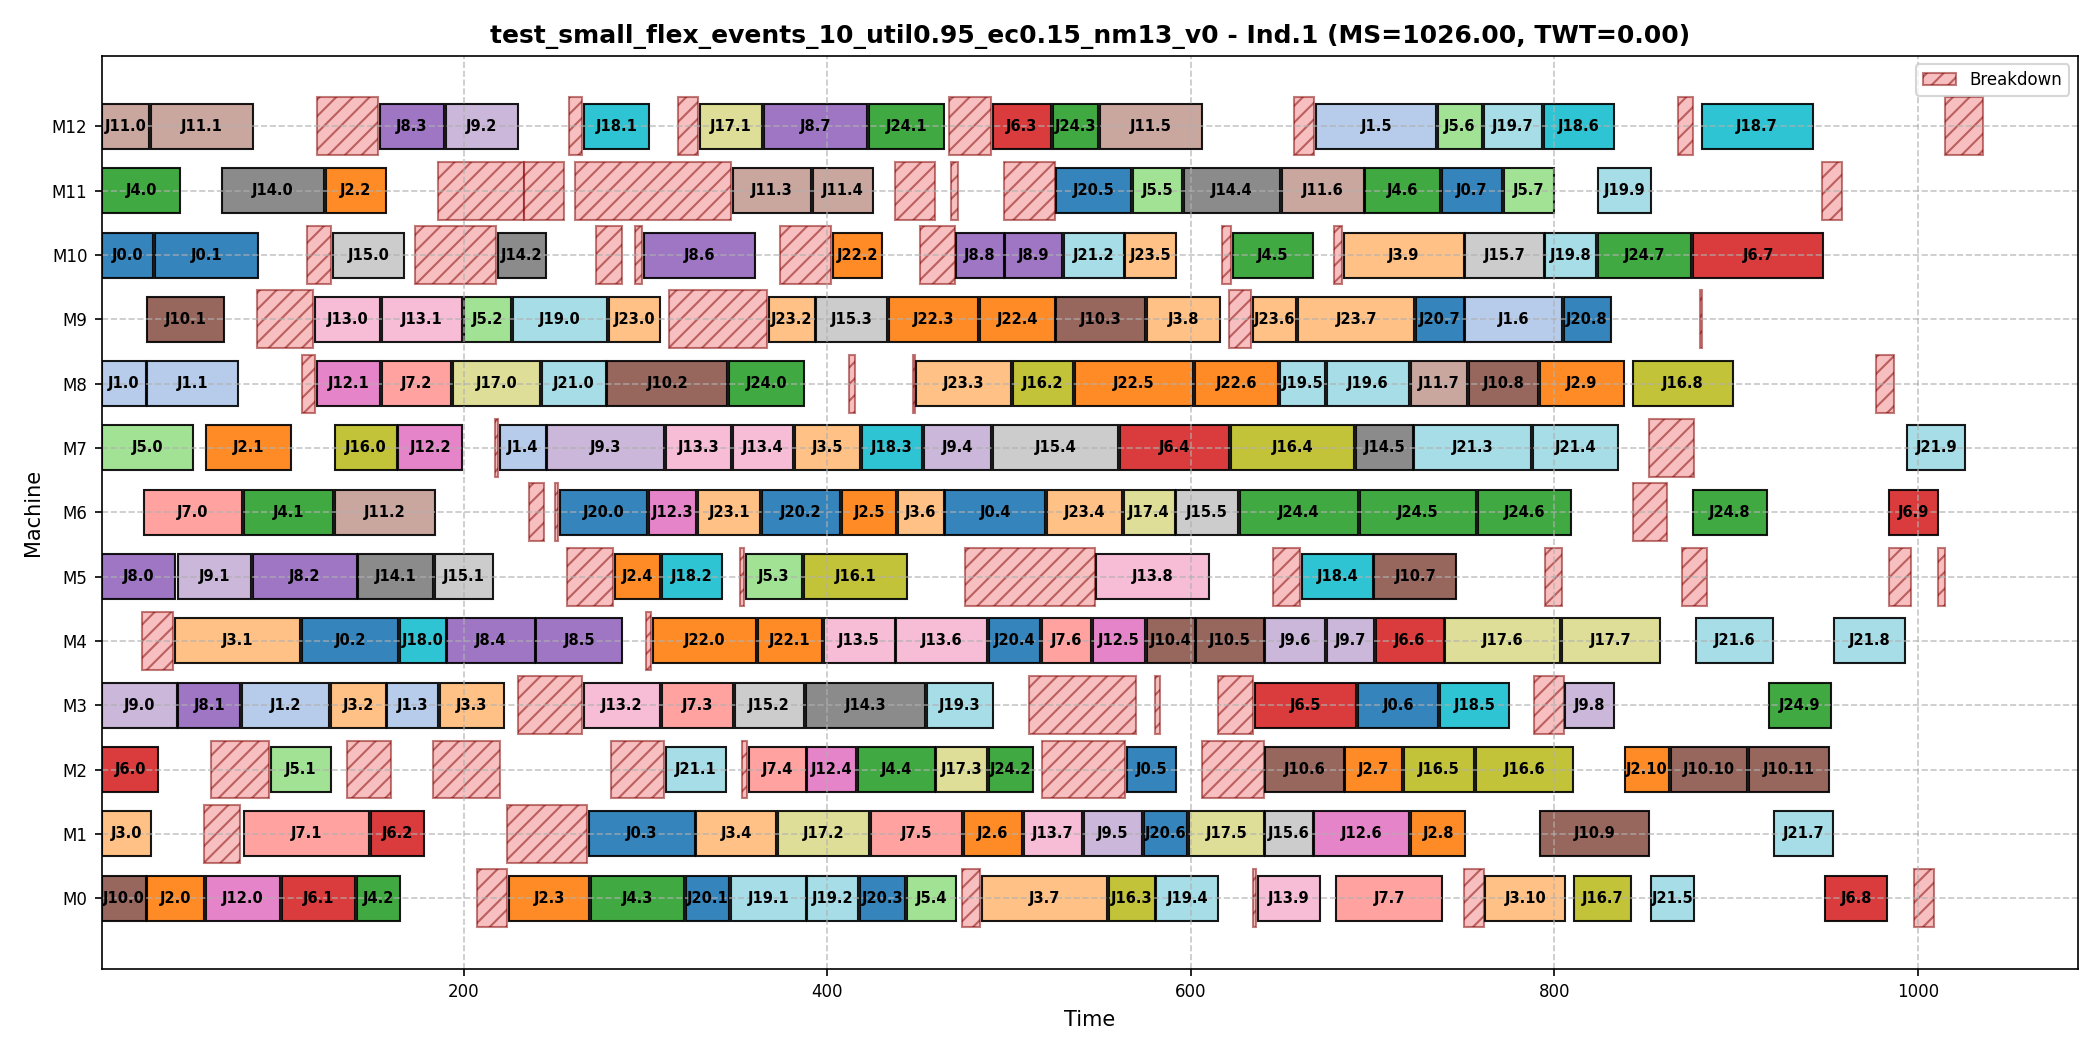 test_small_flex_events_10_util0.95_ec0.15_nm13_v0 - Ind.1 (MS=1026.00, TWT=0.00)
Breakdown
M12 J11.0 J11.1 J8.3 J9.2 J18.1 J17.1 J8.7 J24.1 J6.3 J24.3 J11.5 J1.5 J5.6 J19.7 J18.6 J18.7
M11 J4.0 J14.0 J2.2 J11.3 J11.4 J20.5 J5.5 J14.4 J11.6 J4.6 J0.7 J5.7 J19.9
M10 J0.0 J0.1 J15.0 J14.2 J8.6 J22.2 J8.8 J8.9 J21.2 J23.5 J4.5 J3.9 J15.7 J19.8 J24.7 J6.7
M9 J10.1 J13.0 J13.1 J5.2 J19.0 J23.0 J23.2 J15.3 J22.3 J22.4 J10.3 J3.8 J23.6 J23.7 J20.7 J1.6 J20.8
M8 J1.0 J1.1 J12.1 J7.2 J17.0 J21.0 J10.2 J24.0 J23.3 J16.2 J22.5 J22.6 J19.5 J19.6 J11.7 J10.8 J2.9 J16.8
M7 J5.0 J2.1 J16.0 J12.2 J1.4 J9.3 J13.3 J13.4 J3.5 J18.3 J9.4 J15.4 J6.4 J16.4 J14.5 J21.3 J21.4 J21.9
M6 J7.0 J4.1 J11.2 J20.0 J12.3 J23.1 J20.2 J2.5 J3.6 J0.4 J23.4 J17.4 J15.5 J24.4 J24.5 J24.6 J24.8 J6.9
M5 J8.0 J9.1 J8.2 J14.1 J15.1 J2.4 J18.2 J5.3 J16.1 J13.8 J18.4 J10.7
M4 J3.1 J0.2 J18.0 J8.4 J8.5 J22.0 J22.1 J13.5 J13.6 J20.4 J7.6 J12.5 J10.4 J10.5 J9.6 J9.7 J6.6 J17.6 J17.7 J21.6 J21.8
M3 J9.0 J8.1 J1.2 J3.2 J1.3 J3.3 J13.2 J7.3 J15.2 J14.3 J19.3 J6.5 J0.6 J18.5 J9.8 J24.9
M2 J6.0 J5.1 J21.1 J7.4 J12.4 J4.4 J17.3 J24.2 J0.5 J10.6 J2.7 J16.5 J16.6 J2.10 J10.10 J10.11
M1 J3.0 J7.1 J6.2 J0.3 J3.4 J17.2 J7.5 J2.6 J13.7 J9.5 J20.6 J17.5 J15.6 J12.6 J2.8 J10.9 J21.7
M0 J10.0 J2.0 J12.0 J6.1 J4.2 J2.3 J4.3 J20.1 J19.1 J19.2 J20.3 J5.4 J3.7 J16.3 J19.4 J13.9 J7.7 J3.10 J16.7 J21.5 J6.8
200 400 600 800 1000
Time
Machine